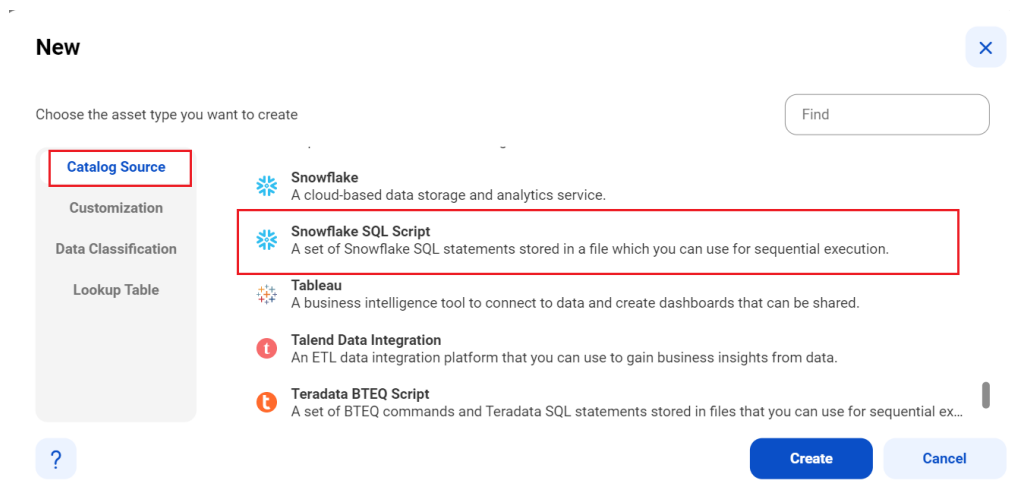 New
Choose the asset type you want to create
Find
Catalog Source
Customization
Data Classification
Lookup Table
Snowflake
A cloud-based data storage and analytics service.
Snowflake SQL Script
A set of Snowflake SQL statements stored in a file which you can use for sequential execution.
Tableau
A business intelligence tool to connect to data and create dashboards that can be shared.
Talend Data Integration
An ETL data integration platform that you can use to gain business insights from data.
Teradata BTEQ Script
A set of BTEQ commands and Teradata SQL statements stored in files that you can use for sequential ex...
?
Create
Cancel